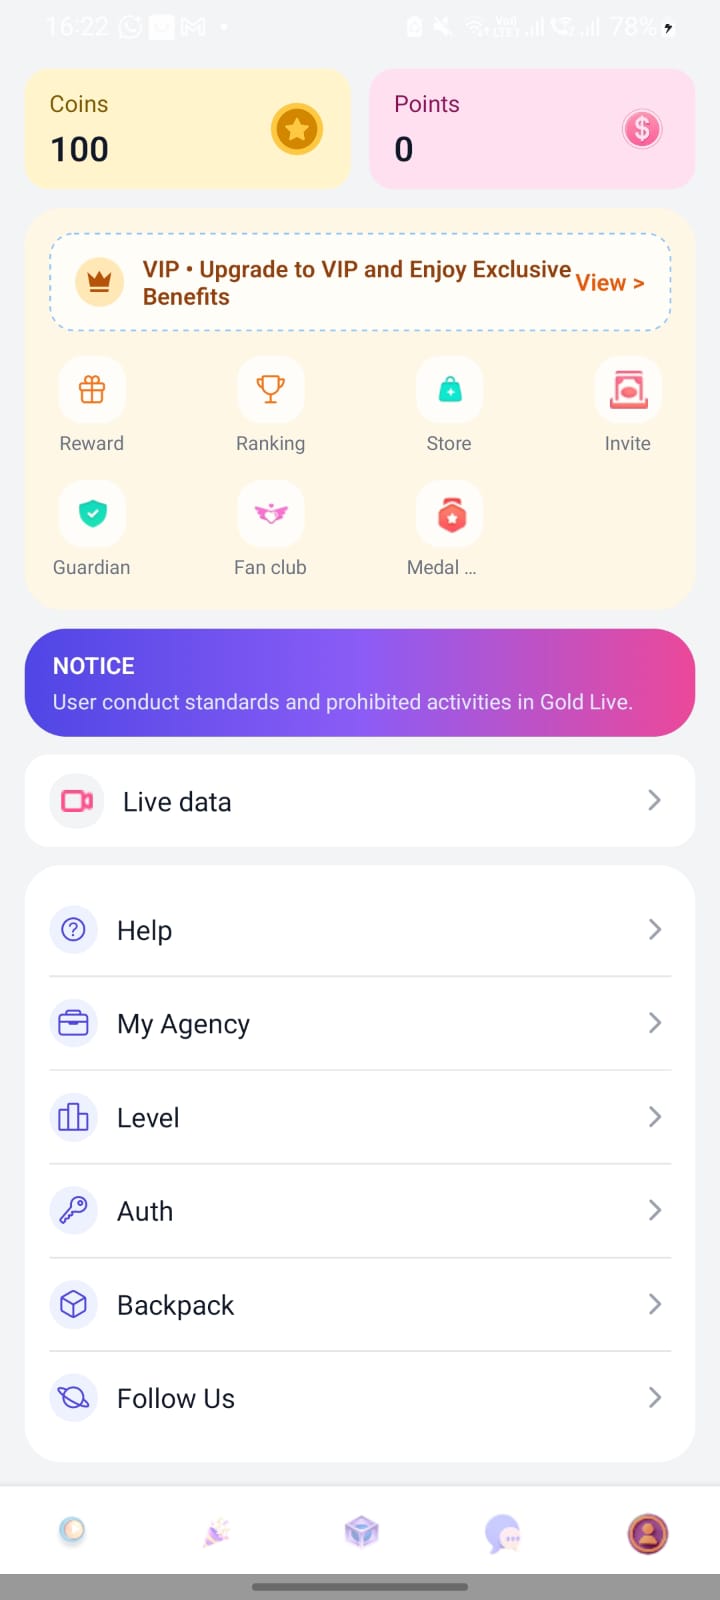 16:22
VoD
LTE1
78%
Coins
100
Points
0
VIP • Upgrade to VIP and Enjoy Exclusive
Benefits
View >
Reward
Ranking
Store
Invite
Guardian
Fan club
Medal ...
NOTICE
User conduct standards and prohibited activities in Gold Live.
Live data
Help
My Agency
Level
Auth
Backpack
Follow Us